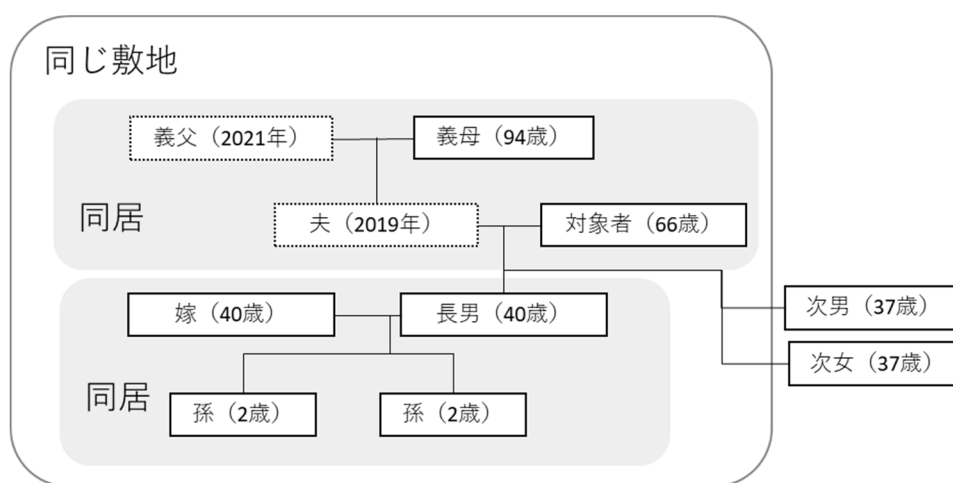 同じ敷地
義父（2021年）
義母（94歳）
同居
夫（2019年）
対象者（66歳）
嫁（40歳）
長男（40歳）
次男（37歳）
次女（37歳）
同居
孫（2歳）
孫（2歳）